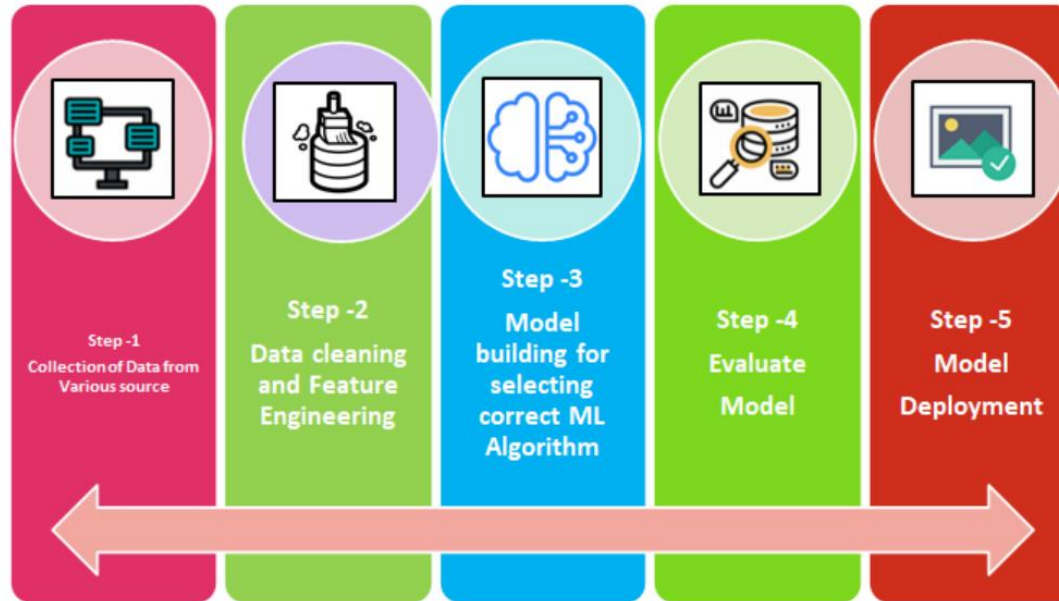 Step -1
Collection of Data from
Various source
Step -2
Data cleaning
and Feature
Engineering
Step -3
Model
building for
selecting
correct ML
Algorithm
Step -4
Evaluate
Model
Step -5
Model
Deployment